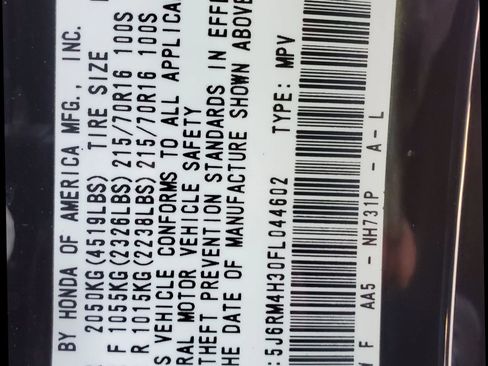 BY HONDA OF AMERICA MFG., INC.
2050KG(4519LBS) TIRE SIZE
F 1055KG(2326LBS) 215/70R16 100S
R 1015KG(2236LBS) 215/70R16 100S
S VEHICLE CONFORMS TO ALL APPLICA
RAL MOTOR VEHICLE SAFETY
THEFT PREVENTION STANDARDS IN EFF
HE DATE OF MANUFACTURE SHOWN ABOV
: 5J6RM4H30FL044602 TYPE: MPV
F AA5 - NH731P - A - L